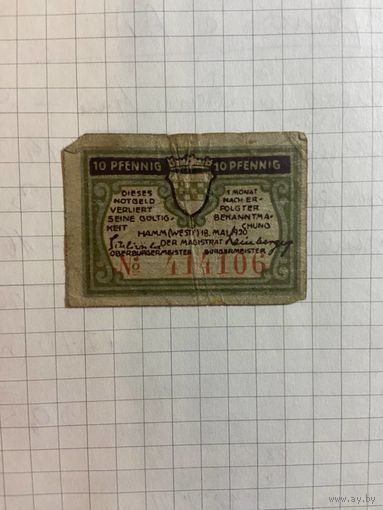 10 PFENNIG 10 PFENNIG
DIESES
NOTGELD
VERLIERT
SEINE GÜLTIG-
KEIT
1 MONAT
NACH ER-
FOLGTER
BEKANNTMA-
CHUNG
HAMM (WESTF) 18. MAI 1920
DER MAGISTRAT
OBERBÜRGERMEISTER BÜRGERMEISTER
No 414106
www.ay.by